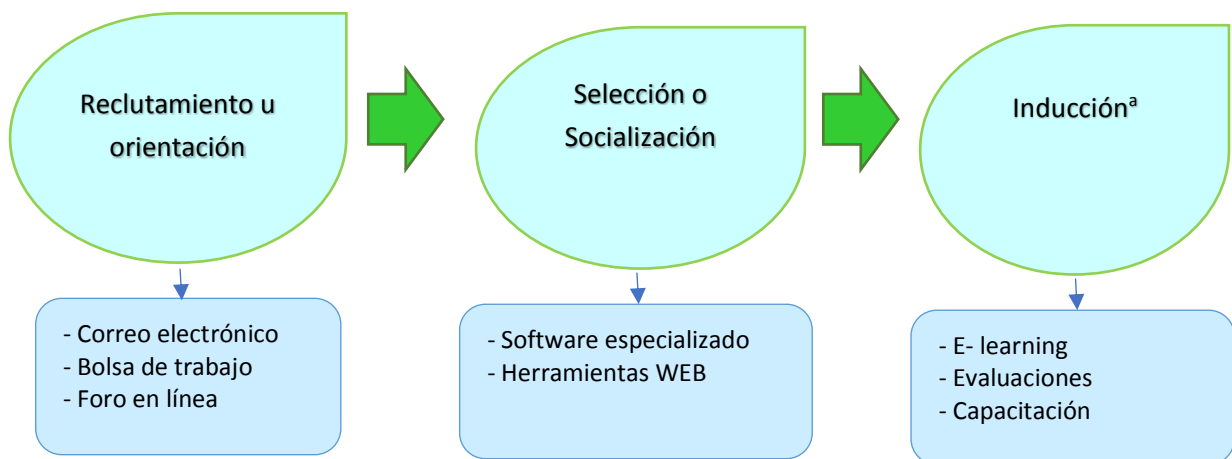 Reclutamiento u
orientación
Selección o
Socialización
Inducciónª
- Correo electrónico
- Bolsa de trabajo
- Foro en línea
- Software especializado
- Herramientas WEB
- E- learning
- Evaluaciones
- Capacitación